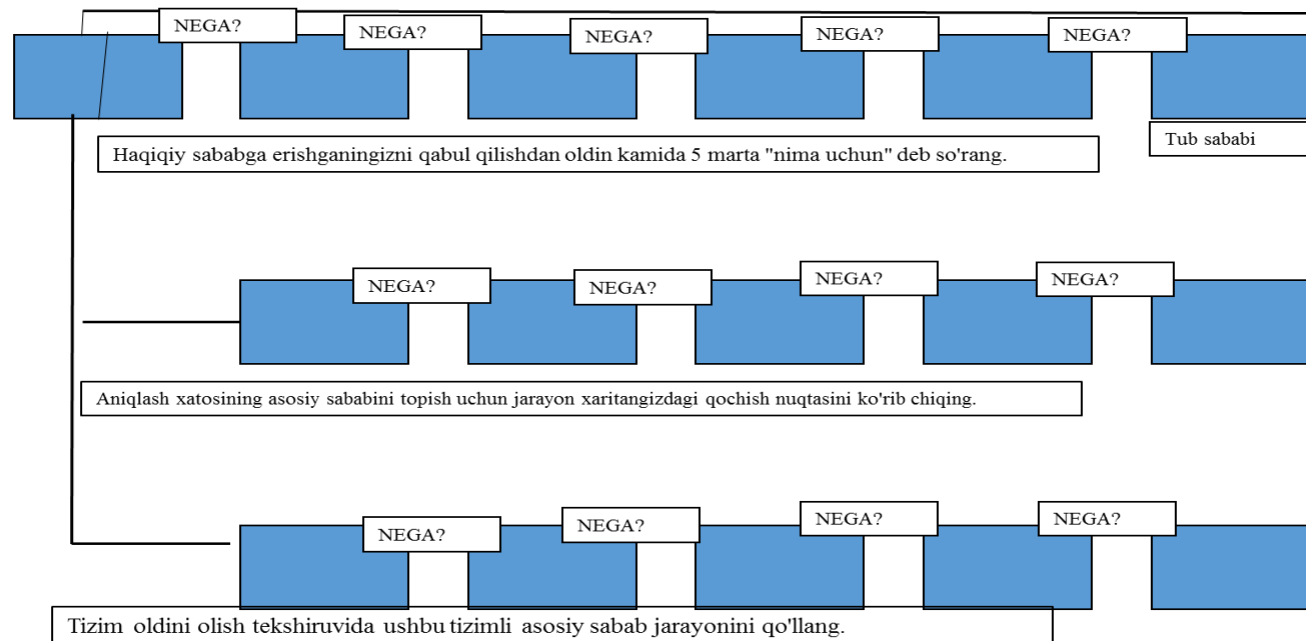 NEGA?
NEGA?
NEGA?
NEGA?
NEGA?
Haqiqiy sababga erishganingizni qabul qilishdan oldin kamida 5 marta "nima uchun" deb so'rang.
Tub sababi
NEGA?
NEGA?
NEGA?
NEGA?
Aniqlash xatosining asosiy sababini topish uchun jarayon xaritangizdagi qochish nuqtasini ko'rib chiqing.
NEGA?
NEGA?
NEGA?
NEGA?
Tizim oldini olish tekshiruvida ushbu tizimli asosiy sabab jarayonini qo'llang.